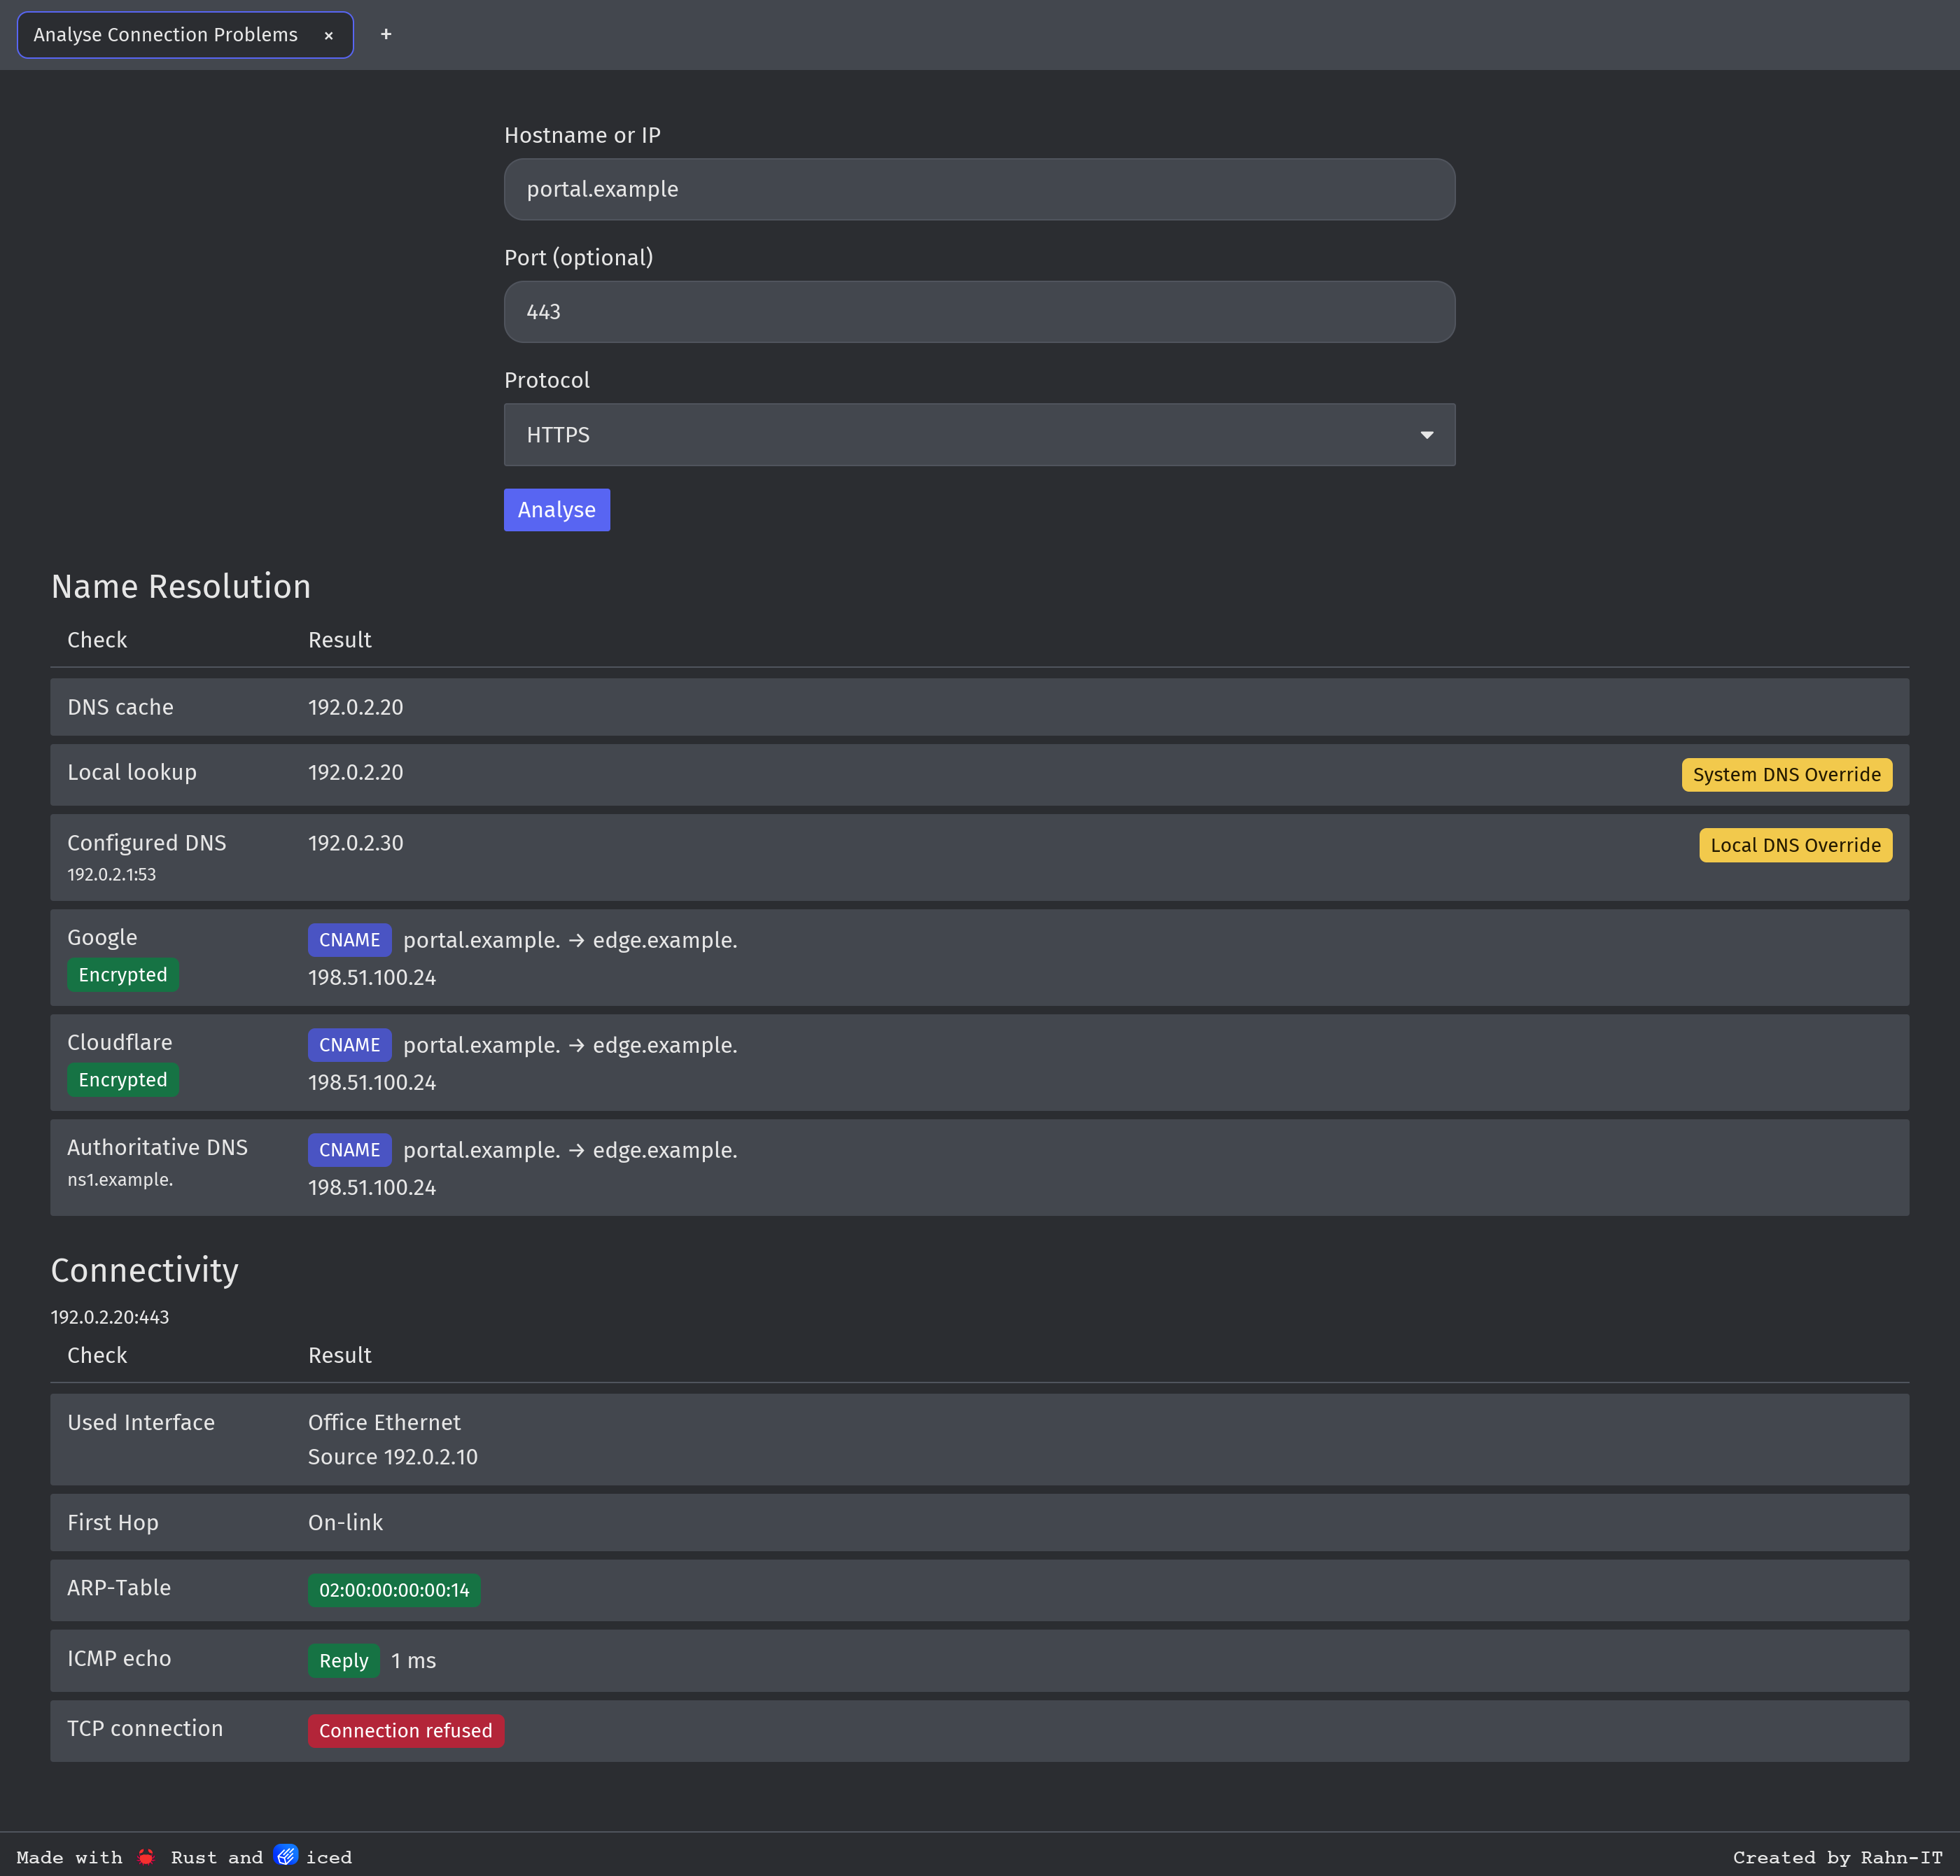 Analyse Connection Problems × +
Hostname or IP
portal.example
Port (optional)
443
Protocol
HTTPS
Analyse
Name Resolution
Check Result
DNS cache 192.0.2.20
Local lookup 192.0.2.20 System DNS Override
Configured DNS 192.0.2.30 Local DNS Override
192.0.2.1:53
Google CNAME portal.example. → edge.example.
Encrypted 198.51.100.24
Cloudflare CNAME portal.example. → edge.example.
Encrypted 198.51.100.24
Authoritative DNS CNAME portal.example. → edge.example.
ns1.example. 198.51.100.24
Connectivity
192.0.2.20:443
Check Result
Used Interface Office Ethernet
Source 192.0.2.10
First Hop On-link
ARP-Table 02:00:00:00:00:14
ICMP echo Reply 1 ms
TCP connection Connection refused
Made with 🦀 Rust and iced Created by Rahn-IT